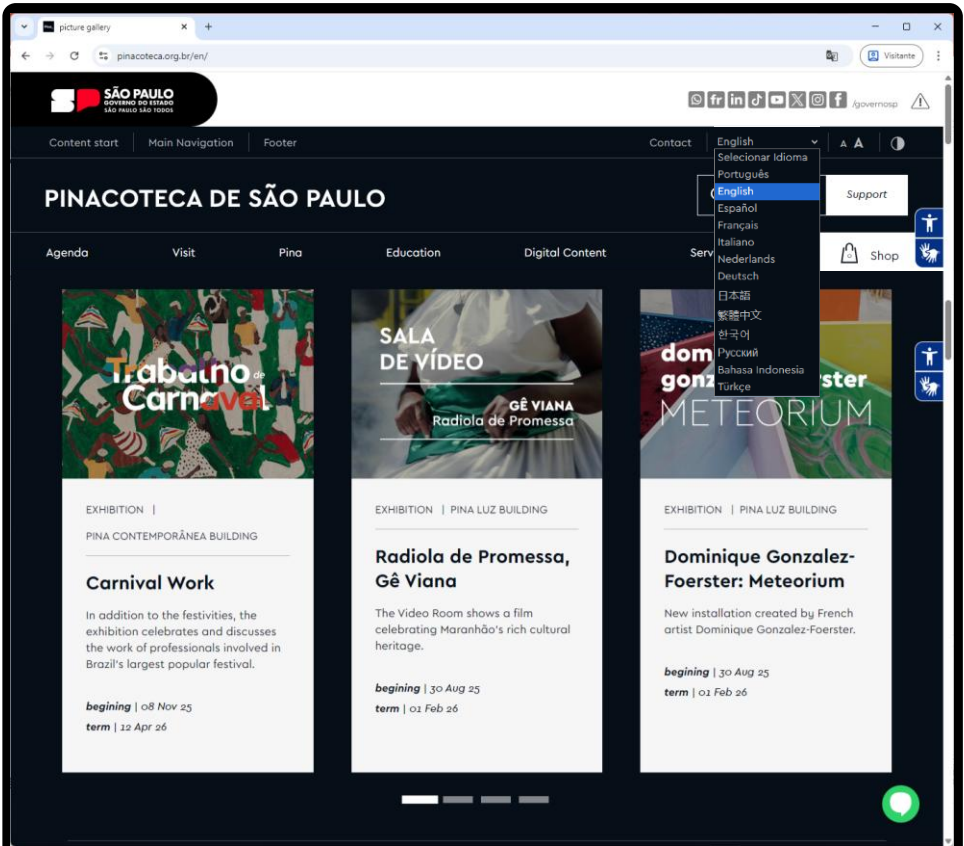 picture gallery
pinacoteca.org.br/en/
Visitante
SÃO PAULO
GOVERNO DO ESTADO
SÃO PAULO SÃO TODOS
/governosp
Content start
Main Navigation
Footer
Contact
English
A A
Selecionar Idioma
Português
English
Español
Français
Italiano
Nederlands
Deutsch
日本語
繁體中文
한국어
Русский
Bahasa Indonesia
Türkçe
PINACOTECA DE SÃO PAULO
Support
Agenda
Visit
Pina
Education
Digital Content
Serv
Shop
Trabalho de
Carnaval
SALA
DE VÍDEO
GÊ VIANA
Radiola de Promessa
dom
gonz ster
METEORIUM
EXHIBITION |
PINA CONTEMPORÂNEA BUILDING
Carnival Work
In addition to the festivities, the
exhibition celebrates and discusses
the work of professionals involved in
Brazil's largest popular festival.
begining | 08 Nov 25
term | 12 Apr 26
EXHIBITION | PINA LUZ BUILDING
Radiola de Promessa,
Gê Viana
The Video Room shows a film
celebrating Maranhão's rich cultural
heritage.
begining | 30 Aug 25
term | 01 Feb 26
EXHIBITION | PINA LUZ BUILDING
Dominique Gonzalez-
Foerster: Meteorium
New installation created by French
artist Dominique Gonzalez-Foerster.
begining | 30 Aug 25
term | 01 Feb 26